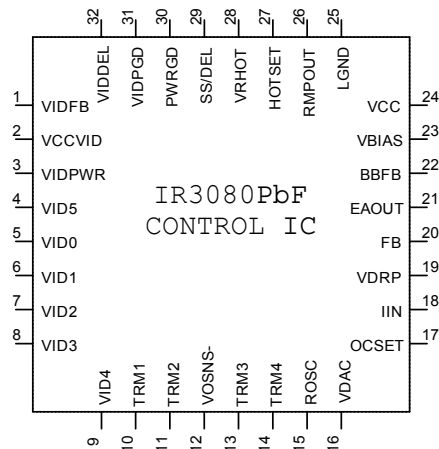 32 31 30 29 28 27 26 25
VIDDEL VIDPGD PWRGD SS/DEL VRHOT HOTSET RMPOUT LGND
1 VIDFB VCC 24
2 VCCVID VBIAS 23
3 VIDPWR BBFB 22
4 VID5 EAOUT 21
5 VID0 FB 20
6 VID1 VDRP 19
7 VID2 IIN 18
8 VID3 OCSET 17
IR3080PbF
CONTROL IC
VID4 TRM1 TRM2 VOSNS- TRM3 TRM4 ROSC VDAC
9 10 11 12 13 14 15 16